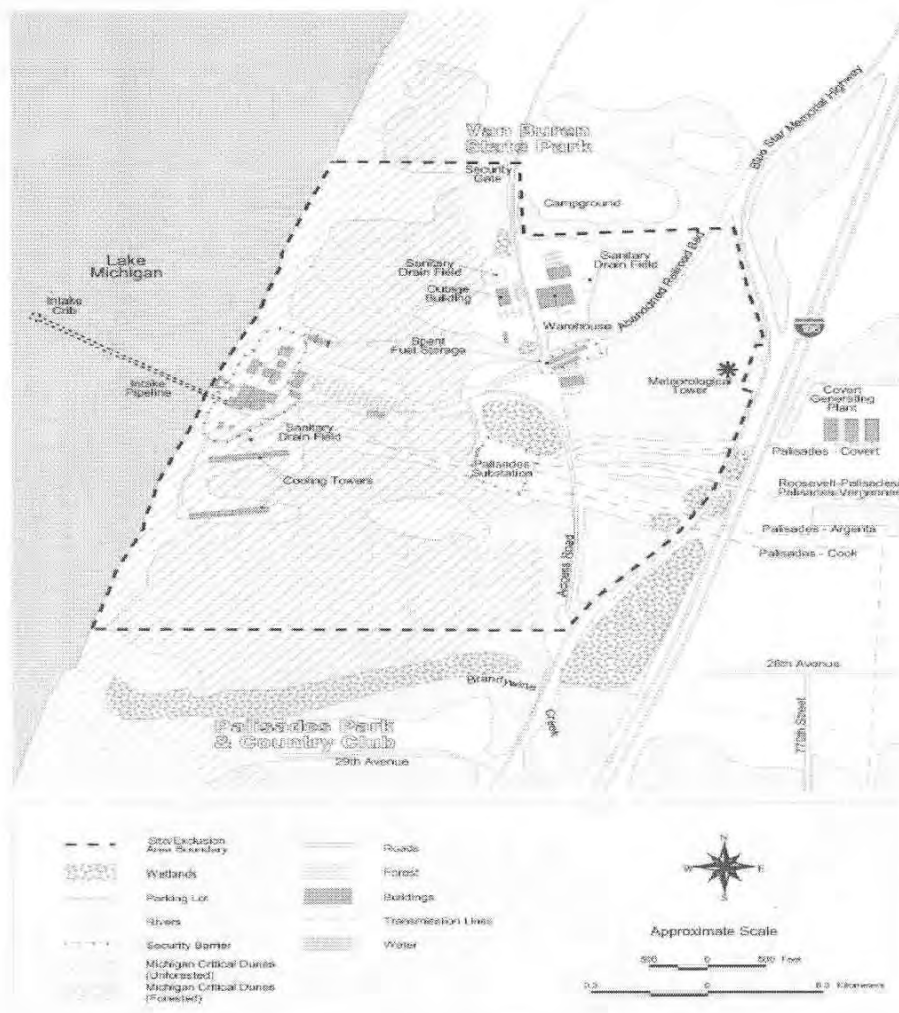 Van Buren
State Park
Security
Gate
Blue Star Memorial Highway
Campground
Lake
Michigan
Sanitary
Drain Field
Sanitary
Drain Field
Outage
Building
Abandoned Railroad Bed
Intake
Crib
Warehouse
Spent
Fuel Storage
Intake
Pipeline
Meteorological
Tower
Covert
Generating
Plant
Sanitary
Drain Field
Palisades - Covert
Palisades
Substation
Cooling Towers
Roosevelt-Palisades/
Palisades-Vergennes
Palisades - Argenta
Palisades - Cook
Access Road
28th Avenue
Brandywine
Creek
77th Street
Palisades Park
& Country Club
29th Avenue
Site/Exclusion
Area Boundary
Wetlands
Parking Lot
Rivers
Security Barrier
Michigan Critical Dunes
(Unforested)
Michigan Critical Dunes
(Forested)
Roads
Forest
Buildings
Transmission Lines
Water
N
W
E
S
Approximate Scale
500 0 500 Feet
0 Kilometers